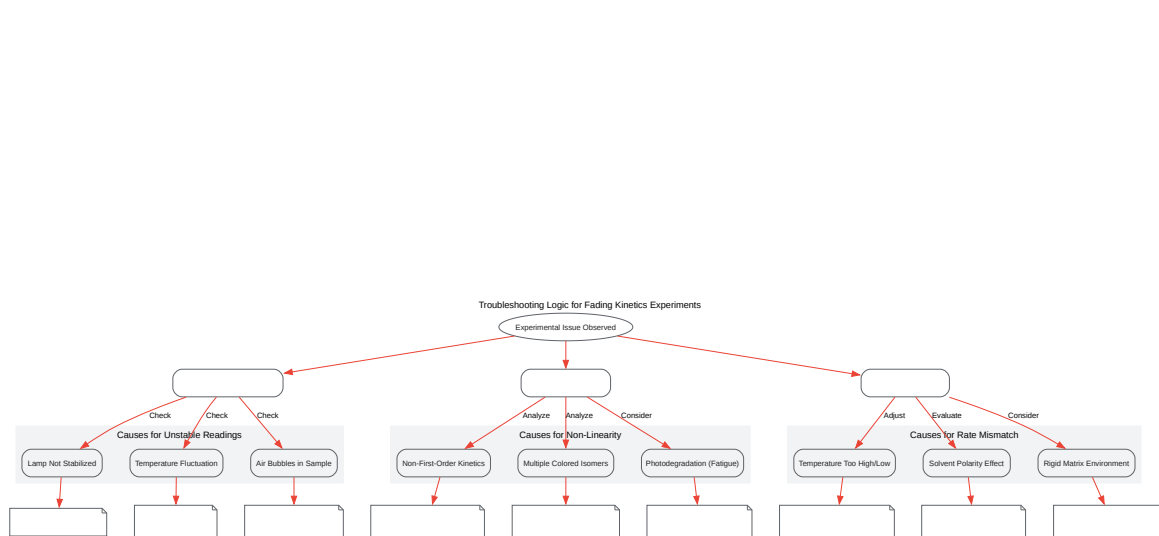 Troubleshooting Logic for Fading Kinetics Experiments
Experimental Issue Observed
Check
Check
Check
Analyze
Analyze
Consider
Adjust
Evaluate
Consider
Causes for Unstable Readings
Causes for Non-Linearity
Causes for Rate Mismatch
Lamp Not Stabilized
Temperature Fluctuation
Air Bubbles in Sample
Non-First-Order Kinetics
Multiple Colored Isomers
Photodegradation (Fatigue)
Temperature Too High/Low
Solvent Polarity Effect
Rigid Matrix Environment